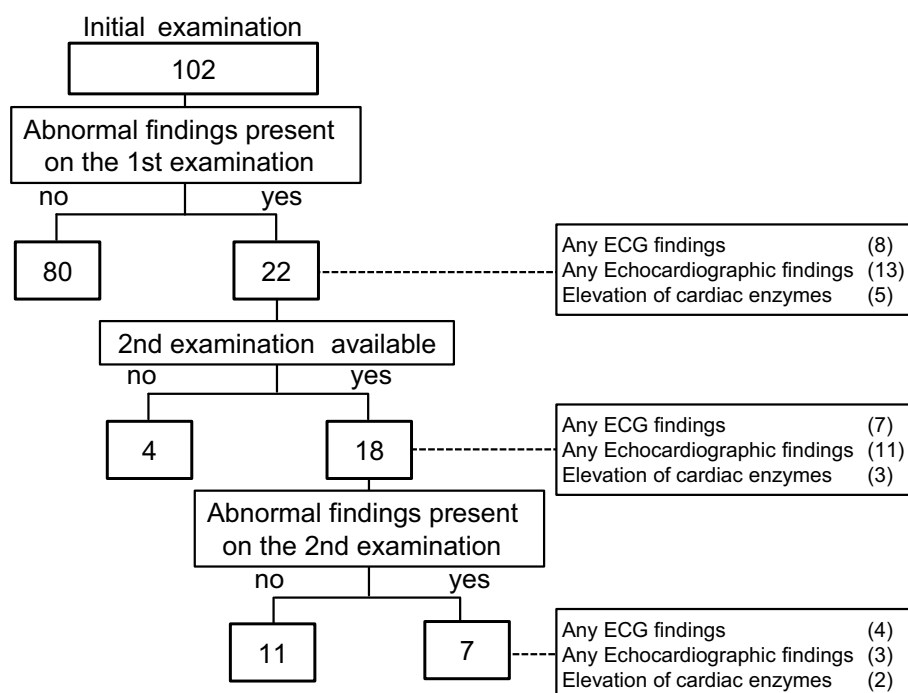 Initial examination
102
Abnormal findings present
on the 1st examination
no yes
80 22
Any ECG findings (8)
Any Echocardiographic findings (13)
Elevation of cardiac enzymes (5)
2nd examination available
no yes
4 18
Any ECG findings (7)
Any Echocardiographic findings (11)
Elevation of cardiac enzymes (3)
Abnormal findings present
on the 2nd examination
no yes
11 7
Any ECG findings (4)
Any Echocardiographic findings (3)
Elevation of cardiac enzymes (2)